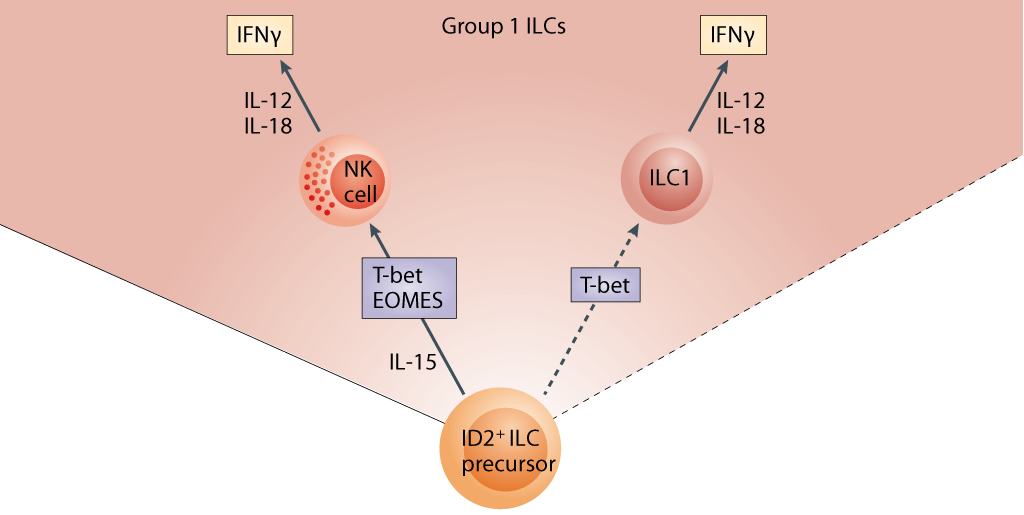 Group 1 ILCs
IFNγ
IFNγ
IL-12
IL-18
IL-12
IL-18
NK
cell
ILC1
T-bet
EOMES
T-bet
IL-15
ID2⁺ ILC
precursor